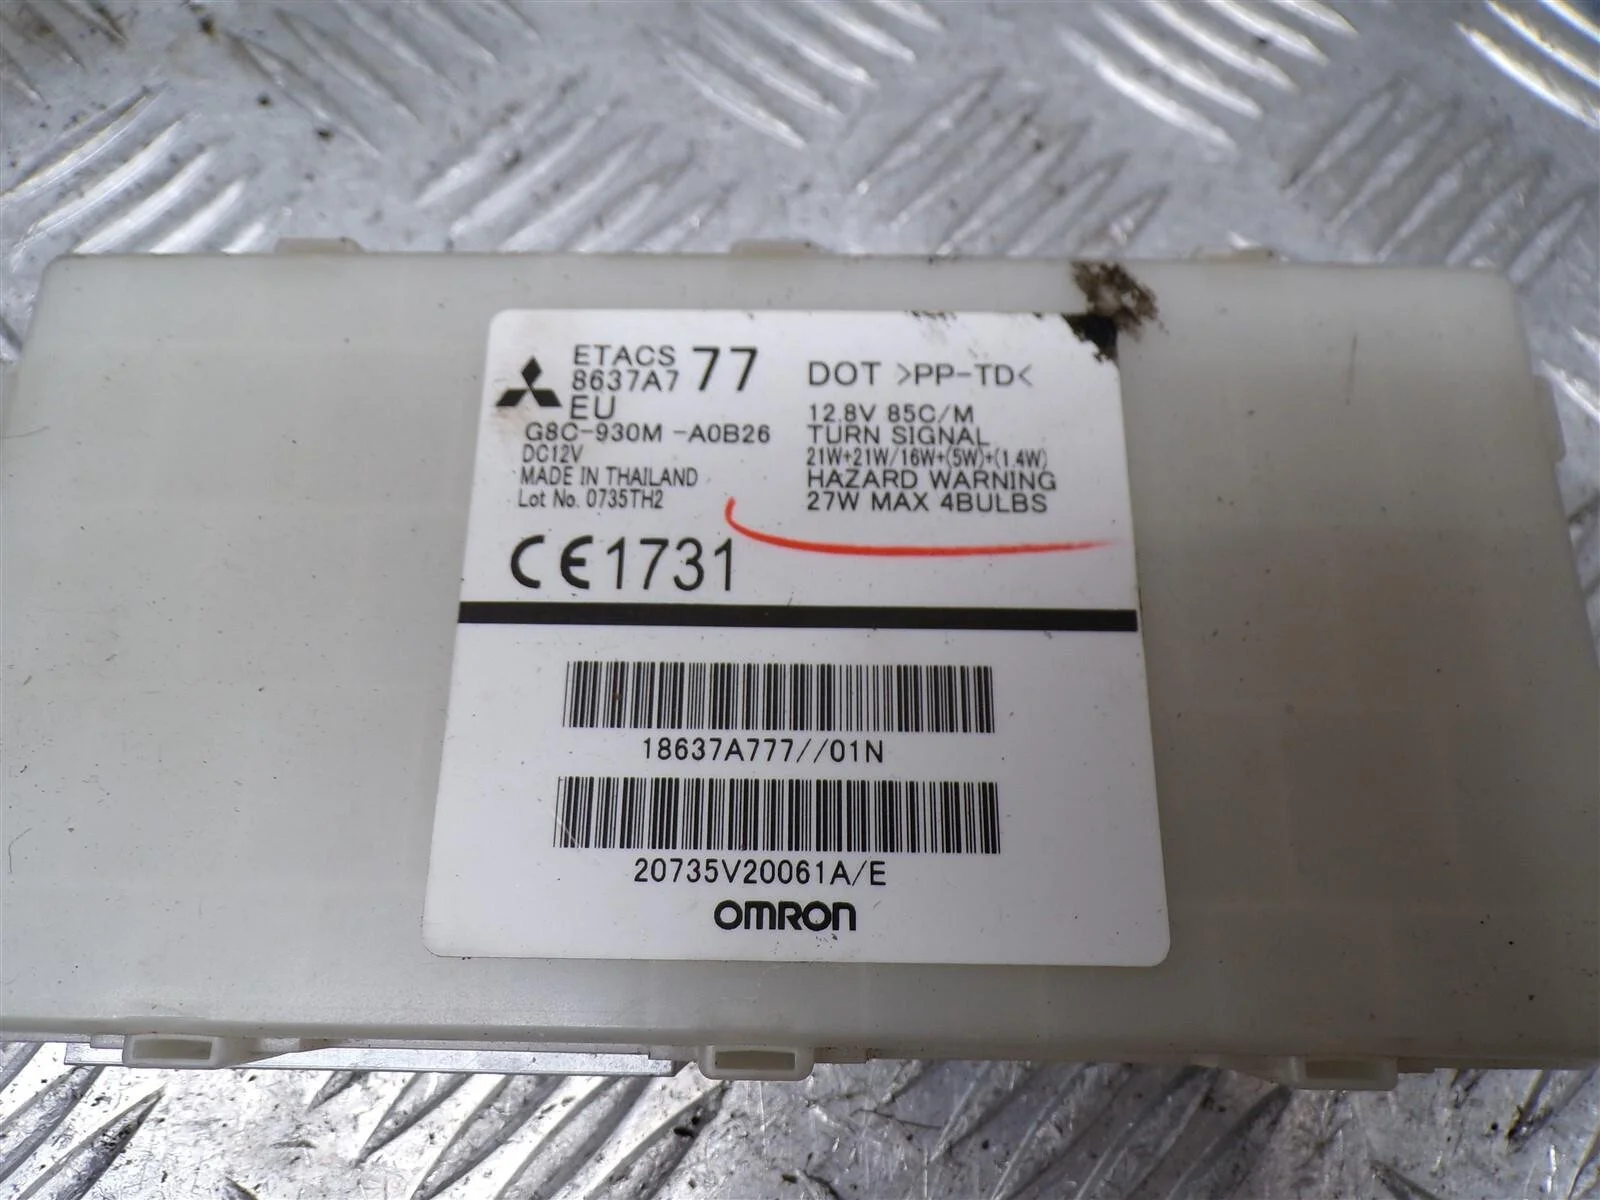 ETACS
8637A7 77
EU
G8C-930M -A0B26
DC12V
MADE IN THAILAND
Lot No. 0735TH2
DOT >PP-TD<
12.8V 85C/M
TURN SIGNAL
21W+21W/16W+(5W)+(1.4W)
HAZARD WARNING
27W MAX 4BULBS
CE1731
18637A777//01N
20735V20061A/E
OMRON